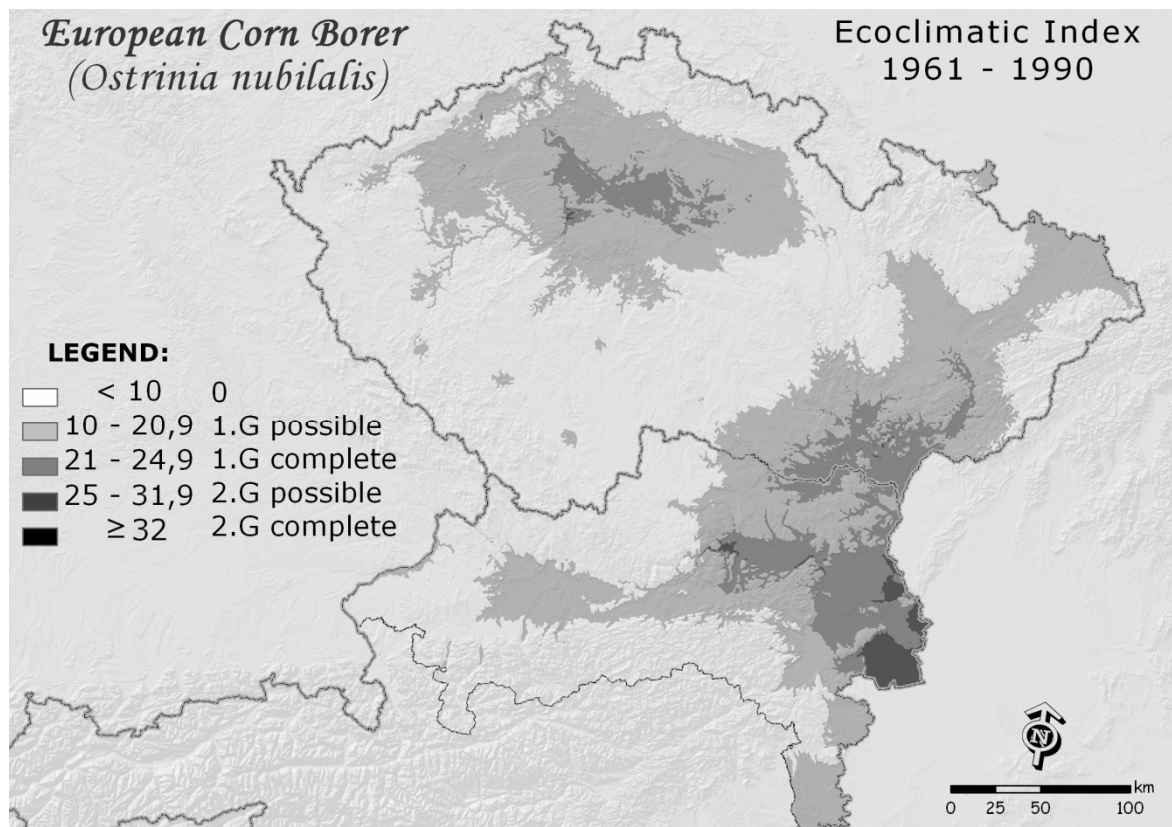 European Corn Borer
(Ostrinia nubilalis)
Ecoclimatic Index
1961 - 1990
LEGEND:
< 10 0
10 - 20,9 1.G possible
21 - 24,9 1.G complete
25 - 31,9 2.G possible
≥ 32 2.G complete
N
km
0 25 50 100